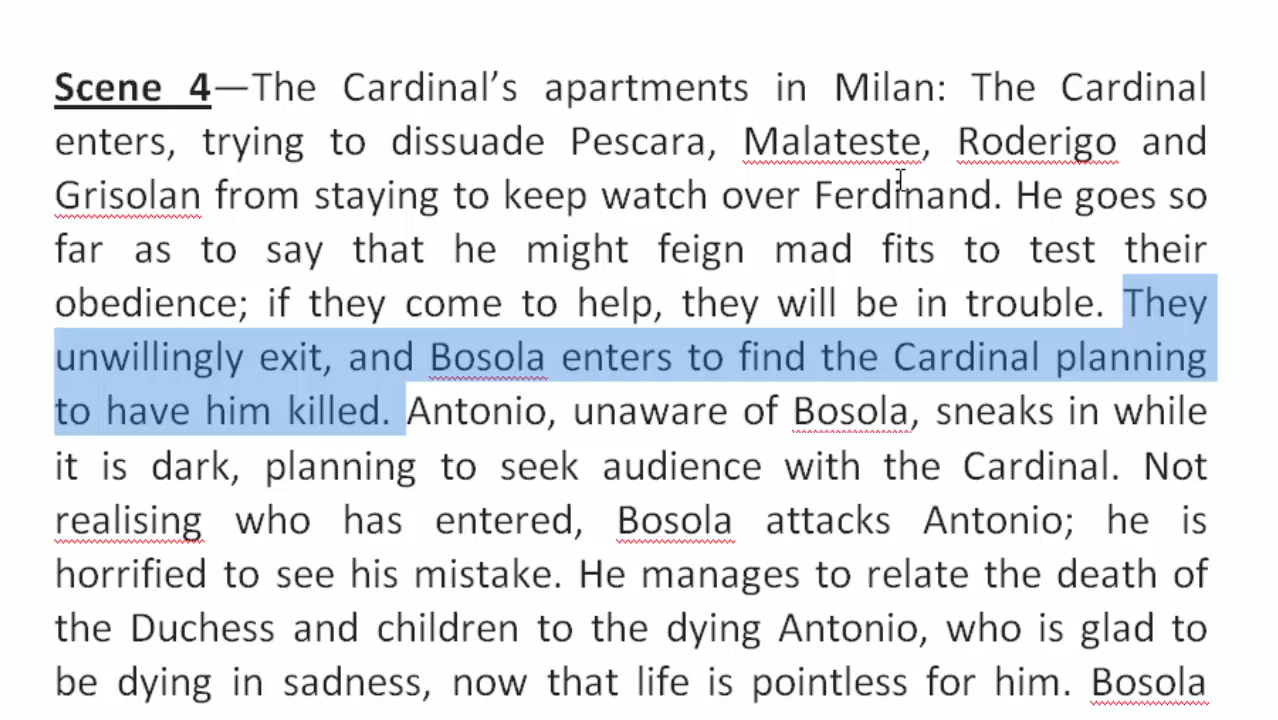 Scene 4—The Cardinal’s apartments in Milan: The Cardinal
enters, trying to dissuade Pescara, Malateste, Roderigo and
Grisolan from staying to keep watch over Ferdinand. He goes so
far as to say that he might feign mad fits to test their
obedience; if they come to help, they will be in trouble. They
unwillingly exit, and Bosola enters to find the Cardinal planning
to have him killed. Antonio, unaware of Bosola, sneaks in while
it is dark, planning to seek audience with the Cardinal. Not
realising who has entered, Bosola attacks Antonio; he is
horrified to see his mistake. He manages to relate the death of
the Duchess and children to the dying Antonio, who is glad to
be dying in sadness, now that life is pointless for him. Bosola